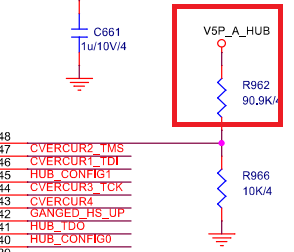 C661
1u/10V/4
V5P_A_HUB
R962
90.9K/4
48
47 CVERCUR2_TMS
46 CVERCUR1_TDI
45 HUB_CONFIG1
44 CVERCUR3_TCK
43 CVERCUR4
42 GANGED_HS_UP
41 HUB_TDO
40 HUB_CONFIG0
R966
10K/4